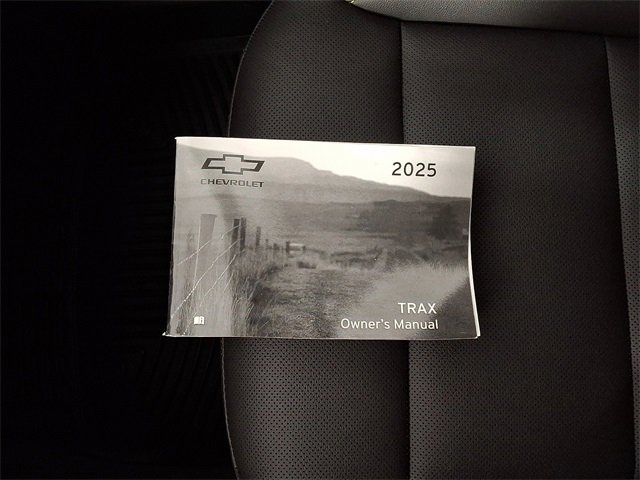 CHEVROLET
2025
TRAX
Owner's Manual